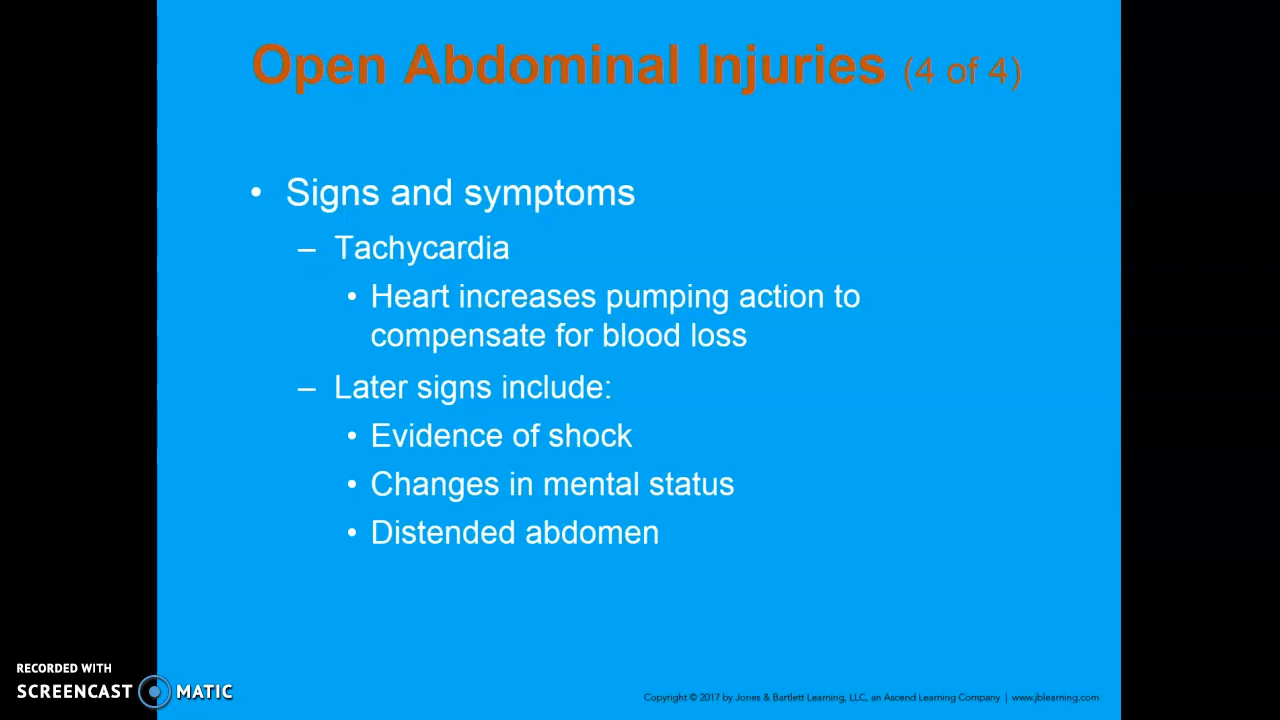 Open Abdominal Injuries (4 of 4)
• Signs and symptoms
– Tachycardia
• Heart increases pumping action to
compensate for blood loss
– Later signs include:
• Evidence of shock
• Changes in mental status
• Distended abdomen
RECORDED WITH
SCREENCAST MATIC
Copyright © 2017 by Jones & Bartlett Learning, LLC, an Ascend Learning Company | www.jblearning.com